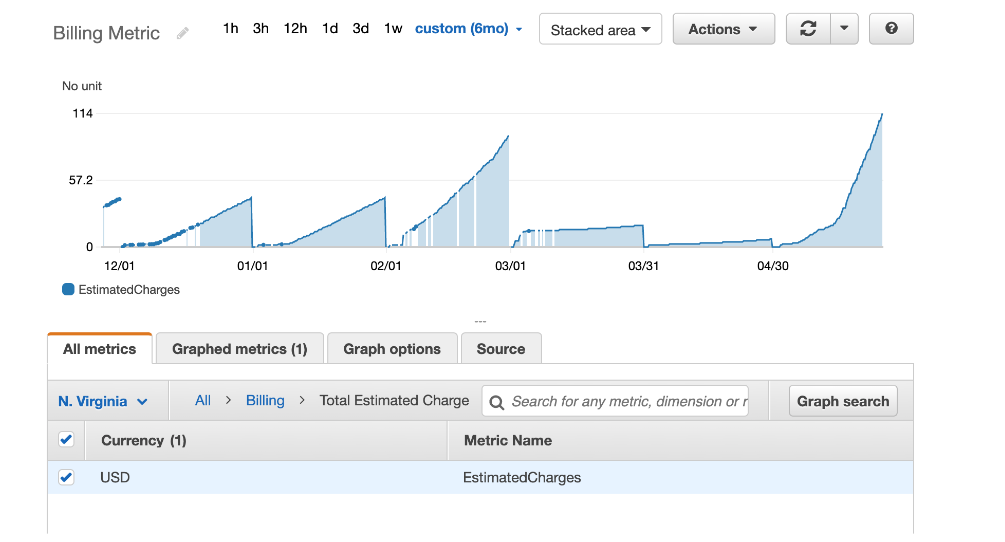 Billing Metric 1h 3h 12h 1d 3d 1w custom (6mo) Stacked area Actions
No unit
114
57.2
0
12/01 01/01 02/01 03/01 03/31 04/30
EstimatedCharges
All metrics Graphed metrics (1) Graph options Source
N. Virginia All > Billing > Total Estimated Charge Search for any metric, dimension or r Graph search
Currency (1) Metric Name
USD EstimatedCharges